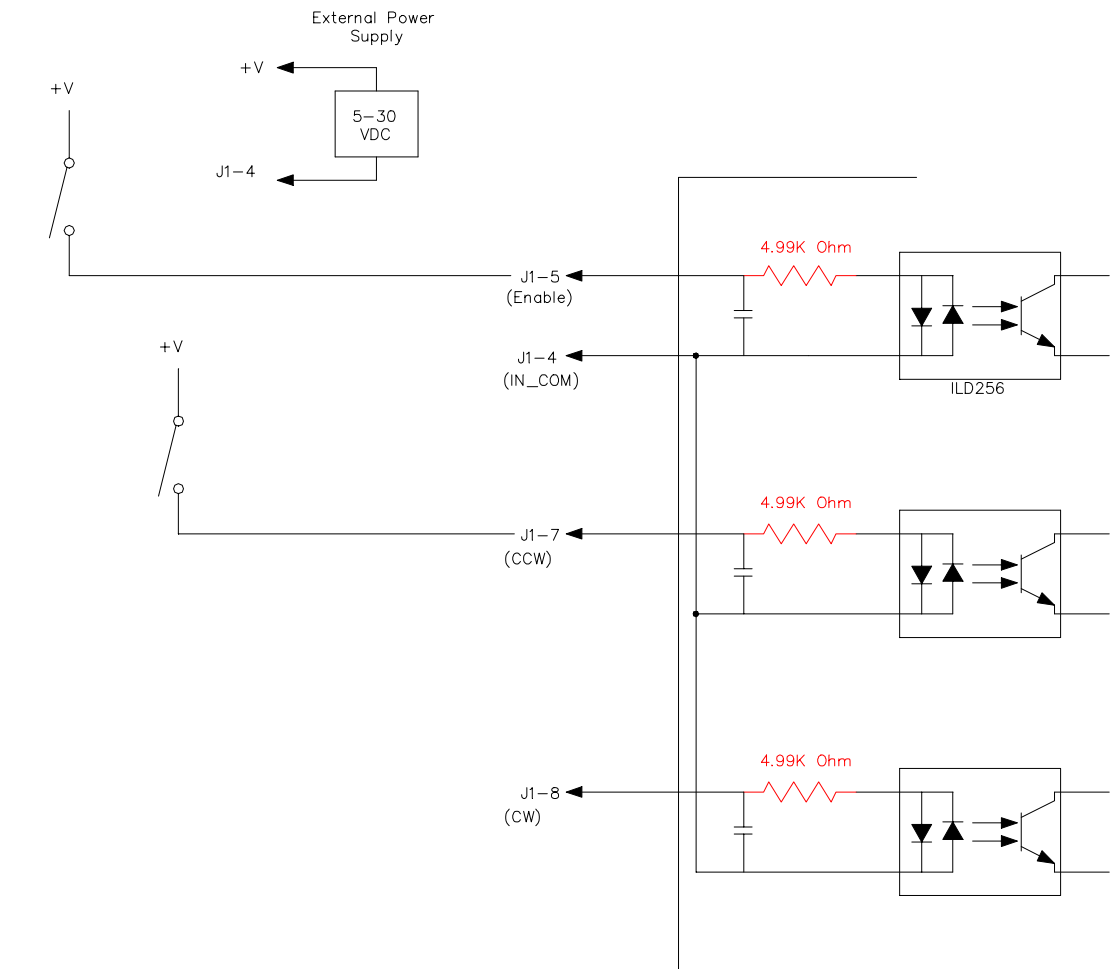 External Power
Supply
+V
+V
5-30
VDC
J1-4
4.99K Ohm
J1-5
(Enable)
+V
J1-4
(IN_COM)
ILD256
4.99K Ohm
J1-7
(CCW)
4.99K Ohm
J1-8
(CW)